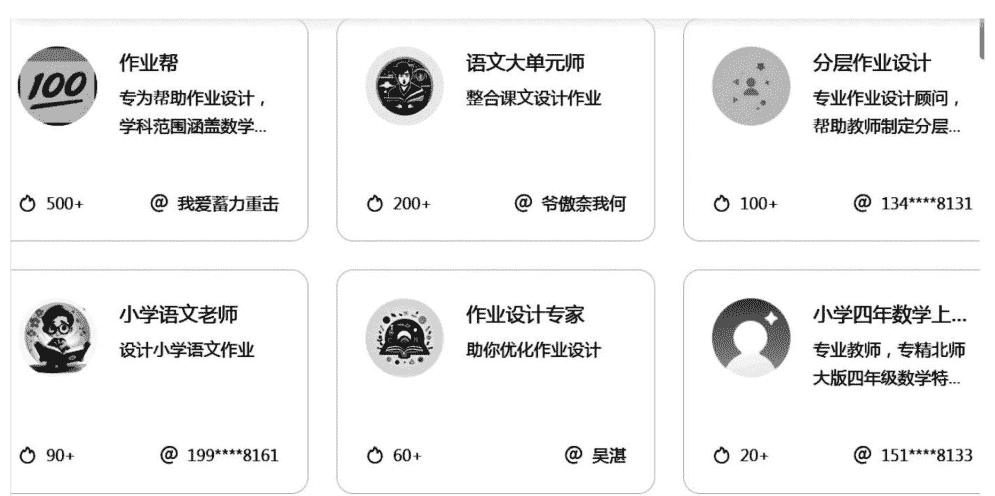 100
作业帮
专为帮助作业设计，
学科范围涵盖数学...
500+ @ 我爱蓄力重击
语文大单元师
整合课文设计作业
200+ @ 爷傲奈我何
分层作业设计
专业作业设计顾问，
帮助教师制定分层...
100+ @ 134****8131
小学语文老师
设计小学语文作业
90+ @ 199****8161
作业设计专家
助你优化作业设计
60+ @ 吴湛
小学四年数学上...
专业教师，专精北师
大版四年级数学特...
20+ @ 151****8133